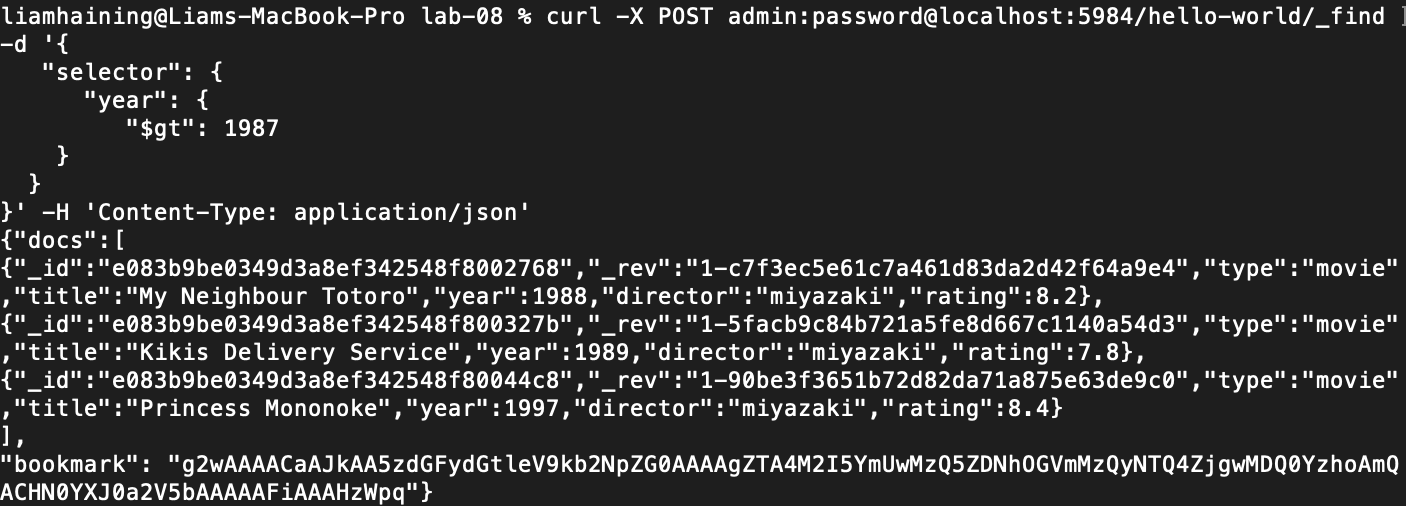 liamhaining@Liams-MacBook-Pro lab-08 % curl -X POST admin:password@localhost:5984/hello-world/_find ]
-d '{
   "selector": {
      "year": {
         "$gt": 1987
    }
  }
}' -H 'Content-Type: application/json'
{"docs":[
{"_id":"e083b9be0349d3a8ef342548f8002768","_rev":"1-c7f3ec5e61c7a461d83da2d42f64a9e4","type":"movie"
,"title":"My Neighbour Totoro","year":1988,"director":"miyazaki","rating":8.2},
{"_id":"e083b9be0349d3a8ef342548f800327b","_rev":"1-5facb9c84b721a5fe8d667c1140a54d3","type":"movie"
,"title":"Kikis Delivery Service","year":1989,"director":"miyazaki","rating":7.8},
{"_id":"e083b9be0349d3a8ef342548f80044c8","_rev":"1-90be3f3651b72d82da71a875e63de9c0","type":"movie"
,"title":"Princess Mononoke","year":1997,"director":"miyazaki","rating":8.4}
],
"bookmark": "g2wAAAACaAJkAA5zdGFydGtleV9kb2NpZG0AAAAgZTA4M2I5YmUwMzQ5ZDNhOGVmMzQyNTQ4ZjgwMDQ0YzhoAmQ
ACHN0YXJ0a2V5bAAAAAFiAAAHzWpq"}